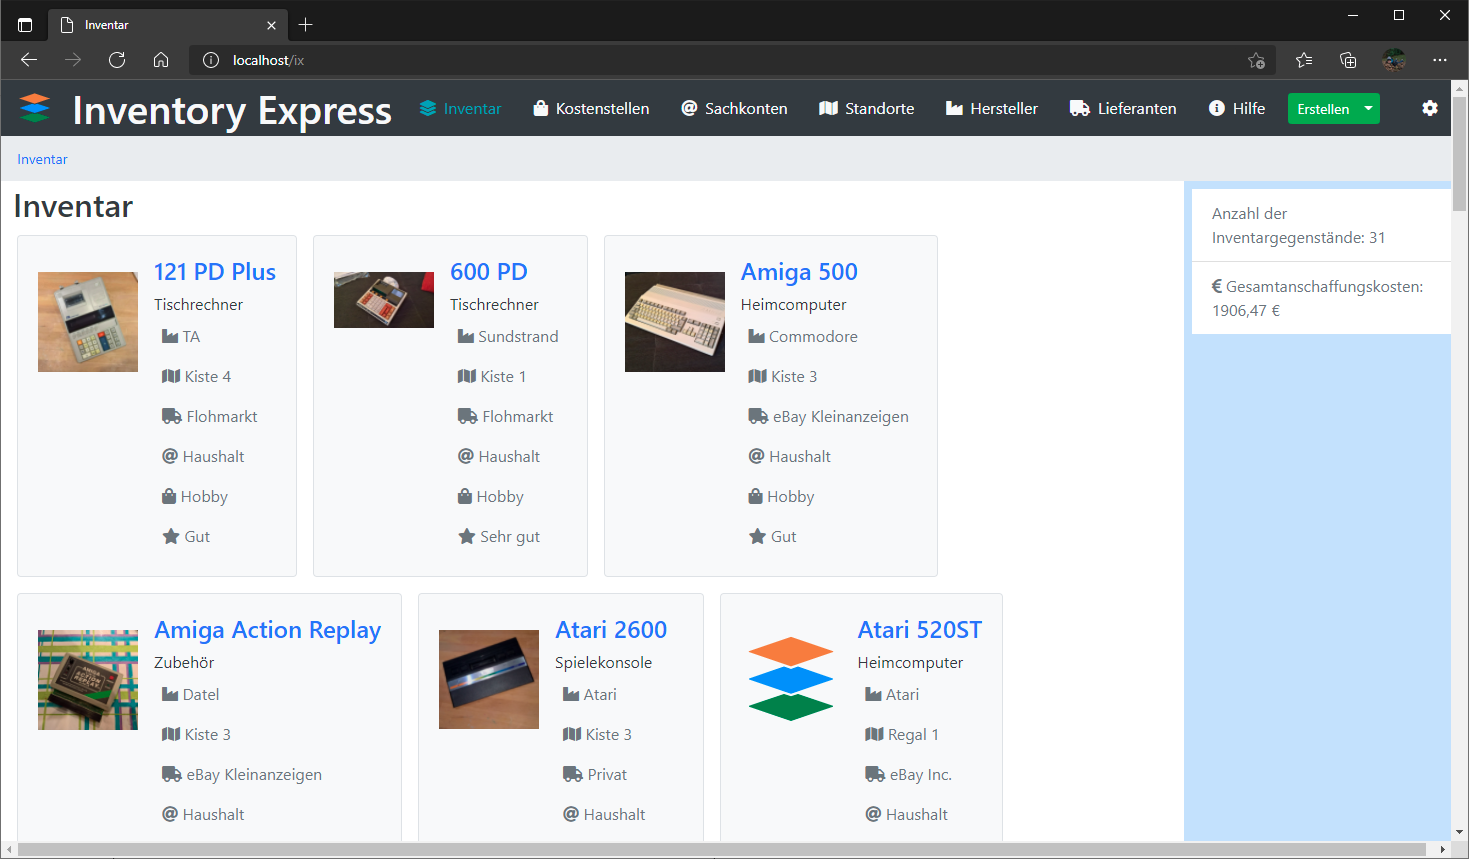 Inventar
localhost/ix
Inventory Express
Inventar
Kostenstellen
Sachkonten
Standorte
Hersteller
Lieferanten
Hilfe
Erstellen
Inventar
Inventar
121 PD Plus
Tischrechner
TA
Kiste 4
Flohmarkt
Haushalt
Hobby
Gut
600 PD
Tischrechner
Sundstrand
Kiste 1
Flohmarkt
Haushalt
Hobby
Sehr gut
Amiga 500
Heimcomputer
Commodore
Kiste 3
eBay Kleinanzeigen
Haushalt
Hobby
Gut
Amiga Action Replay
Zubehör
Datel
Kiste 3
eBay Kleinanzeigen
Haushalt
AMIGA
ACTION
REPLAY
Atari 2600
Spielekonsole
Atari
Kiste 3
Privat
Haushalt
Atari 520ST
Heimcomputer
Atari
Regal 1
eBay Inc.
Haushalt
Anzahl der
Inventargegenstände: 31
€ Gesamtanschaffungskosten:
1906,47 €